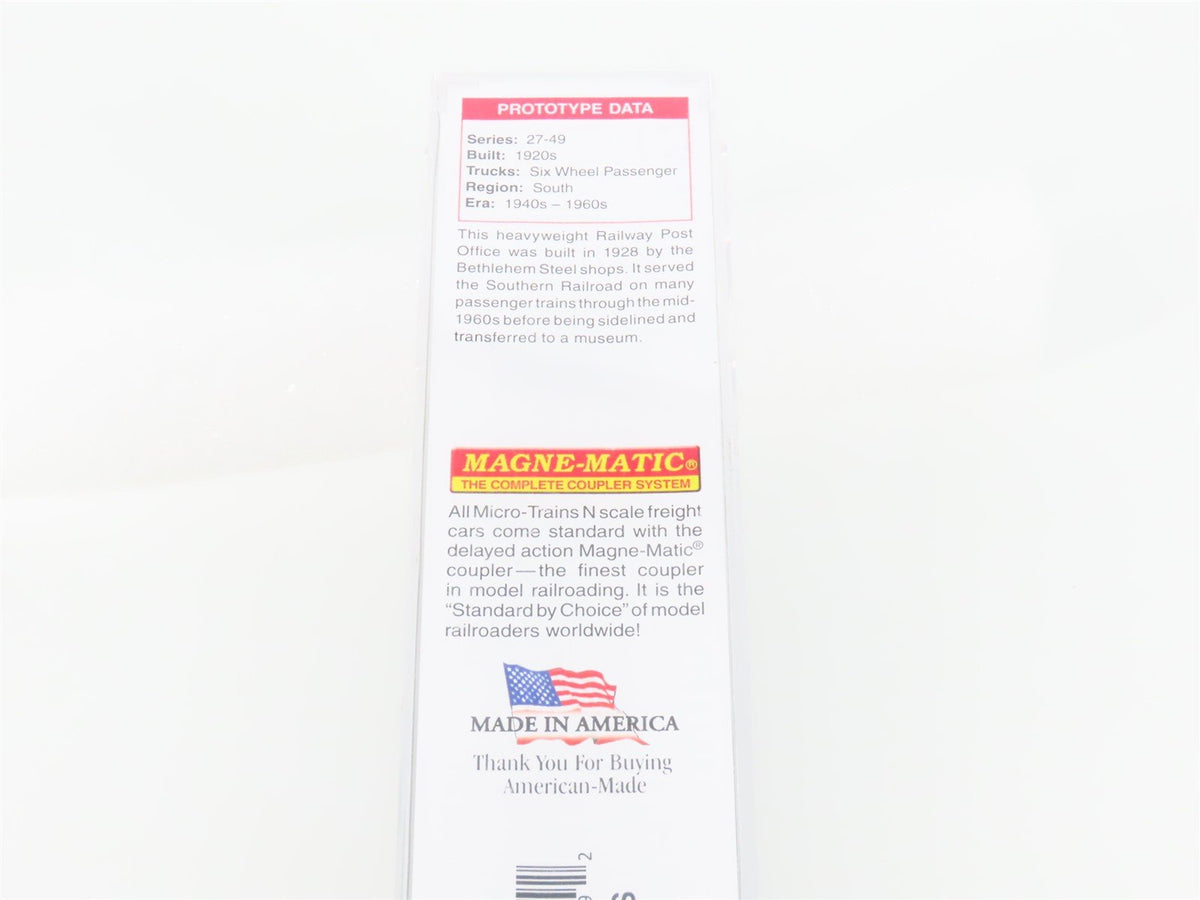 PROTOTYPE DATA
Series: 27-49
Built: 1920s
Trucks: Six Wheel Passenger
Region: South
Era: 1940s – 1960s
This heavyweight Railway Post
Office was built in 1928 by the
Bethlehem Steel shops. It served
the Southern Railroad on many
passenger trains through the mid-
1960s before being sidelined and
transferred to a museum.
MAGNE-MATIC®
THE COMPLETE COUPLER SYSTEM
All Micro-Trains N scale freight
cars come standard with the
delayed action Magne-Matic®
coupler—the finest coupler
in model railroading. It is the
“Standard by Choice” of model
railroaders worldwide!
MADE IN AMERICA
Thank You For Buying
American-Made
2